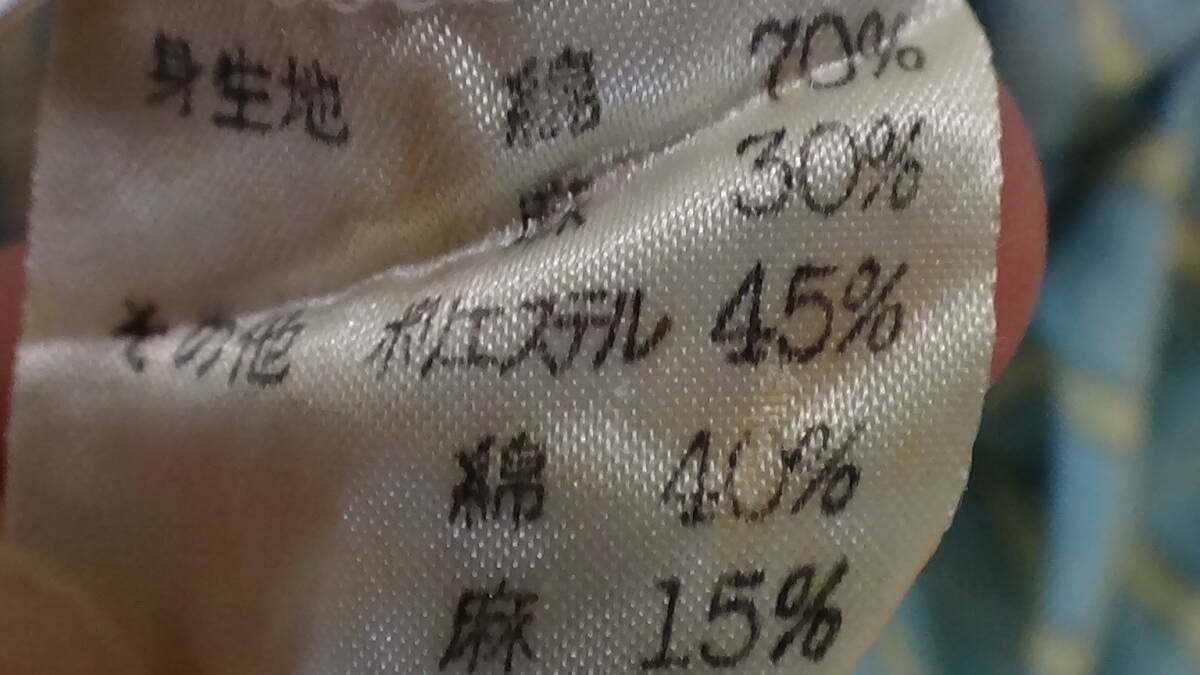 身生地 綿 70%
麻 30%
その他 ポリエステル 45%
綿 40%
麻 15%